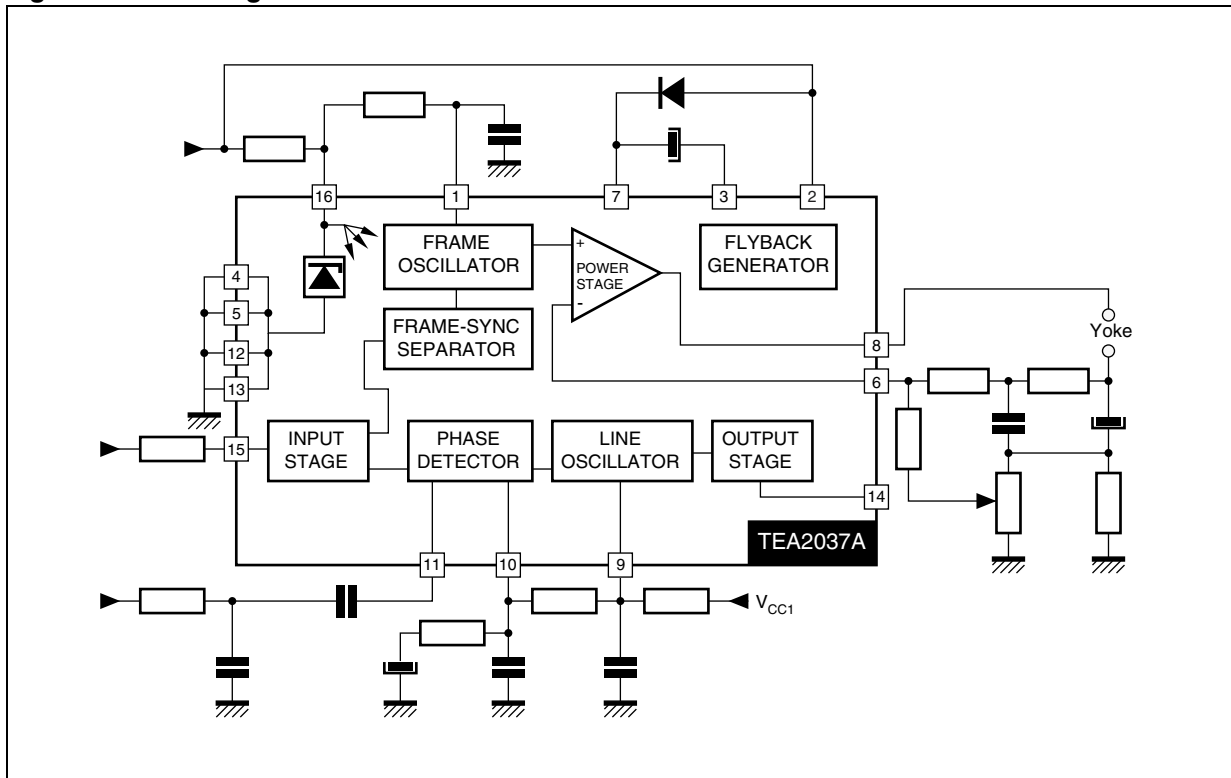 16
1
7
3
2
FRAME
OSCILLATOR
+
POWER
STAGE
-
FLYBACK
GENERATOR
4
5
12
13
FRAME-SYNC
SEPARATOR
8
Yoke
6
15
INPUT
STAGE
PHASE
DETECTOR
LINE
OSCILLATOR
OUTPUT
STAGE
14
TEA2037A
11
10
9
VCC1